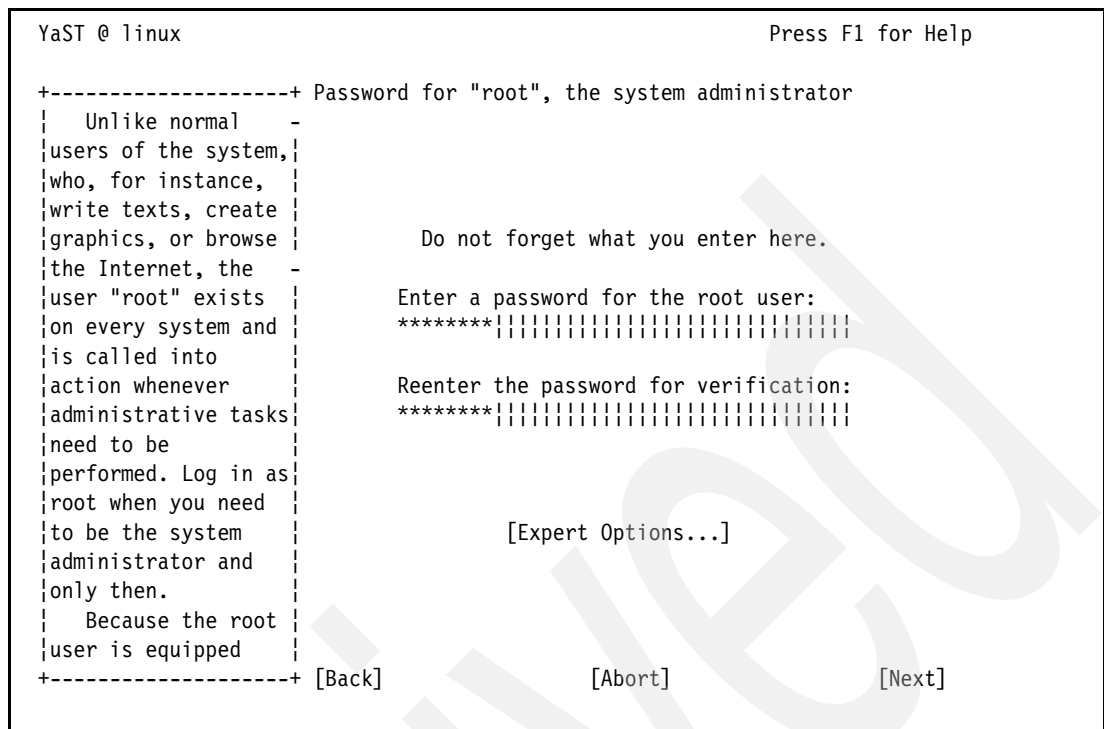 YaST @ linux Press F1 for Help
+--------------------+ Password for "root", the system administrator
¦ Unlike normal -
¦users of the system,¦
¦who, for instance, ¦
¦write texts, create ¦
¦graphics, or browse ¦ Do not forget what you enter here.
¦the Internet, the -
¦user "root" exists ¦ Enter a password for the root user:
¦on every system and ¦ ********¦¦¦¦¦¦¦¦¦¦¦¦¦¦¦¦¦¦¦¦¦¦¦¦¦¦¦¦¦¦
¦is called into ¦
¦action whenever ¦ Reenter the password for verification:
¦administrative tasks¦ ********¦¦¦¦¦¦¦¦¦¦¦¦¦¦¦¦¦¦¦¦¦¦¦¦¦¦¦¦¦¦
¦need to be ¦
¦performed. Log in as¦
¦root when you need ¦
¦to be the system ¦ [Expert Options...]
¦administrator and ¦
¦only then. ¦
¦ Because the root ¦
¦user is equipped ¦
+--------------------+ [Back] [Abort] [Next]